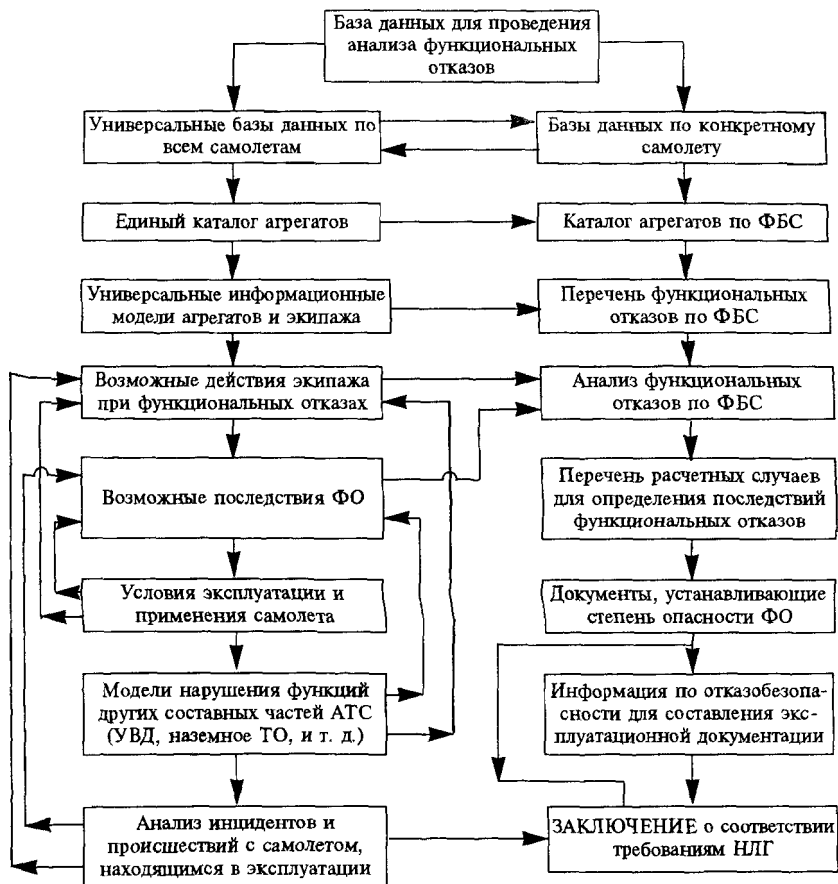 База данных для проведения
анализа функциональных
отказов
Универсальные базы данных по
всем самолетам
Базы данных по конкретному
самолету
Единый каталог агрегатов
Каталог агрегатов по ФБС
Универсальные информационные
модели агрегатов и экипажа
Перечень функциональных
отказов по ФБС
Возможные действия экипажа
при функциональных отказах
Анализ функциональных
отказов по ФБС
Возможные последствия ФО
Перечень расчетных случаев
для определения последствий
функциональных отказов
Условия эксплуатации и
применения самолета
Документы, устанавливающие
степень опасности ФО
Модели нарушения функций
других составных частей АТС
(УВД, наземное ТО, и т. д.)
Информация по отказобезопа-
сности для составления экс-
плуатационной документации
Анализ инцидентов и
происшествий с самолетом,
находящимся в эксплуатации
ЗАКЛЮЧЕНИЕ о соответствии
требованиям НЛГ